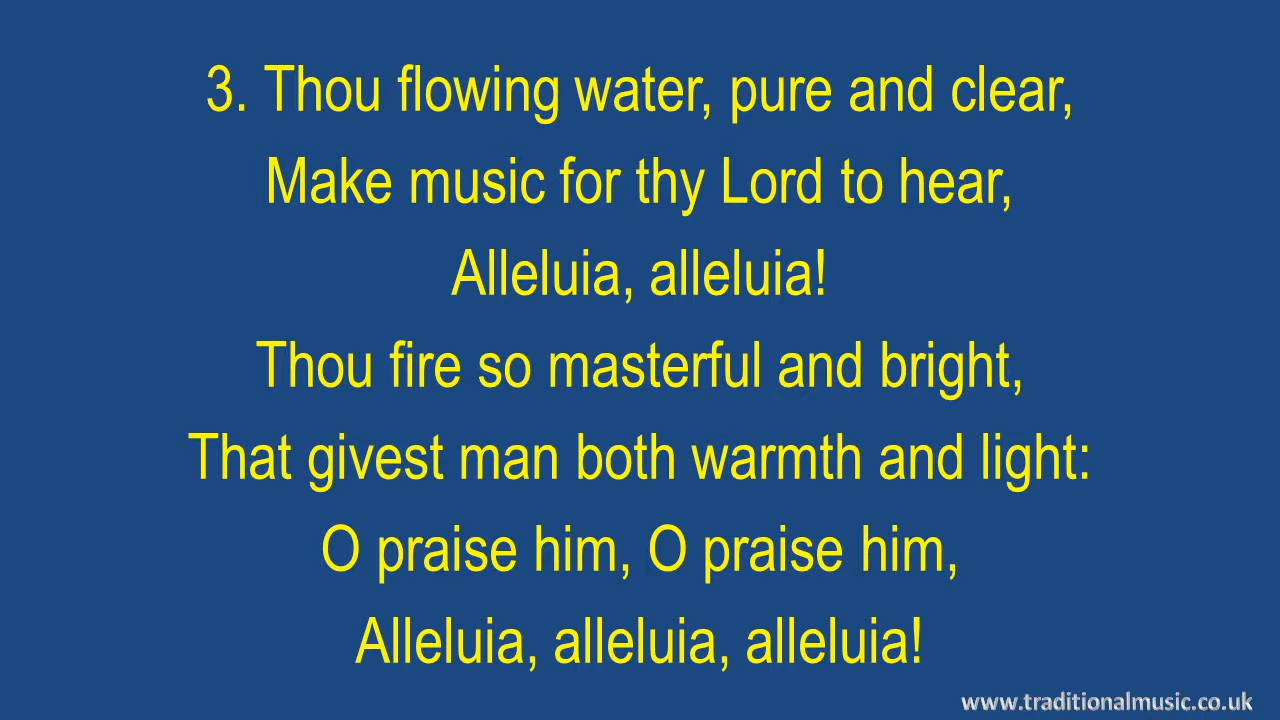 3. Thou flowing water, pure and clear,
Make music for thy Lord to hear,
Alleluia, alleluia!
Thou fire so masterful and bright,
That givest man both warmth and light:
O praise him, O praise him,
Alleluia, alleluia, alleluia!
www.traditionalmusic.co.uk